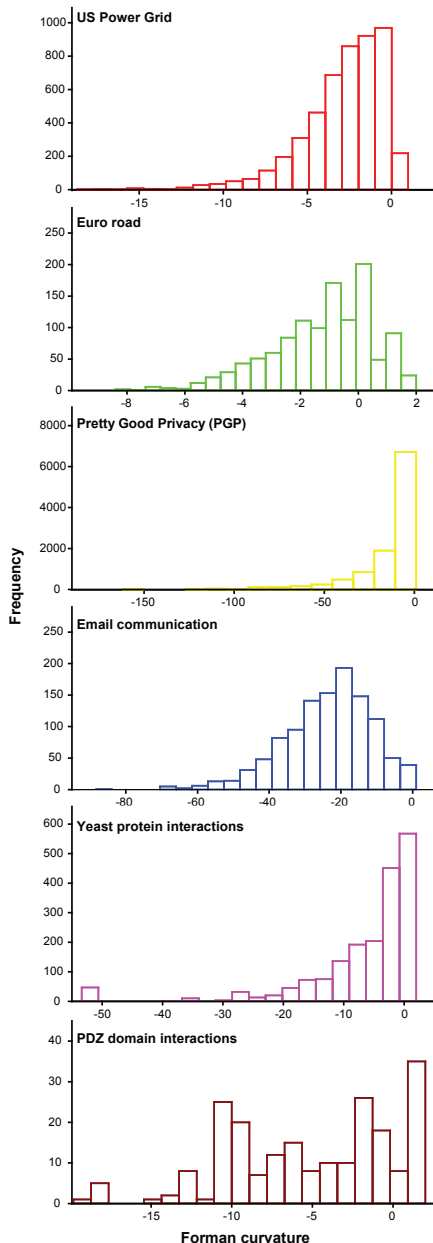 US Power Grid
1000
800
600
400
200
0
-15 -10 -5 0
Euro road
250
200
150
100
50
0
-8 -6 -4 -2 0 2
Pretty Good Privacy (PGP)
8000
6000
4000
2000
0
-150 -100 -50 0
Frequency
Email communication
250
200
150
100
50
0
-80 -60 -40 -20 0
Yeast protein interactions
600
500
400
300
200
100
0
-50 -40 -30 -20 -10 0
PDZ domain interactions
40
30
20
10
0
-15 -10 -5 0
Forman curvature